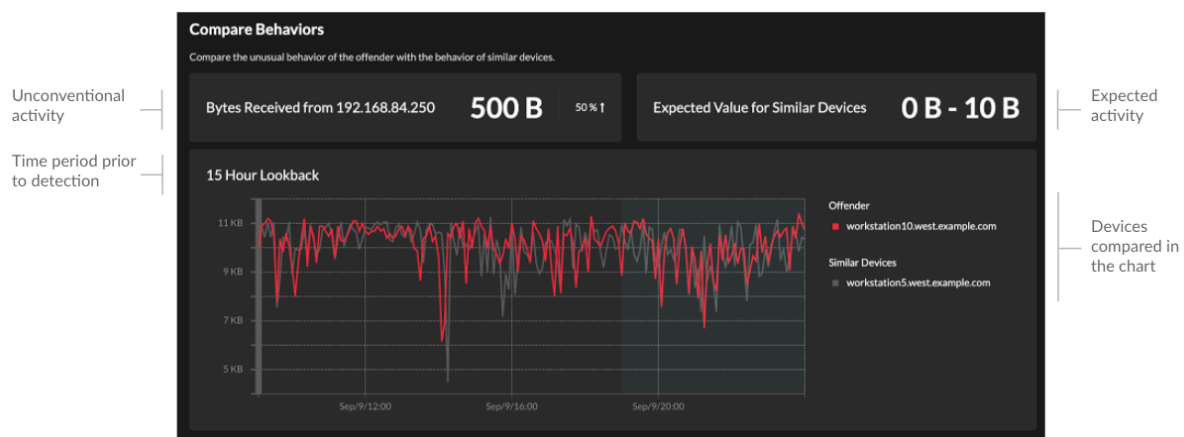 Compare Behaviors
Compare the unusual behavior of the offender with the behavior of similar devices.
Unconventional
activity
Bytes Received from 192.168.84.250
500 B
50 % ↑
Expected Value for Similar Devices
0 B - 10 B
Expected
activity
Time period prior
to detection
15 Hour Lookback
11 KB
9 KB
7 KB
5 KB
Sep/9/12:00
Sep/9/16:00
Sep/9/20:00
Offender
workstation10.west.example.com
Similar Devices
workstation5.west.example.com
Devices
compared in
the chart